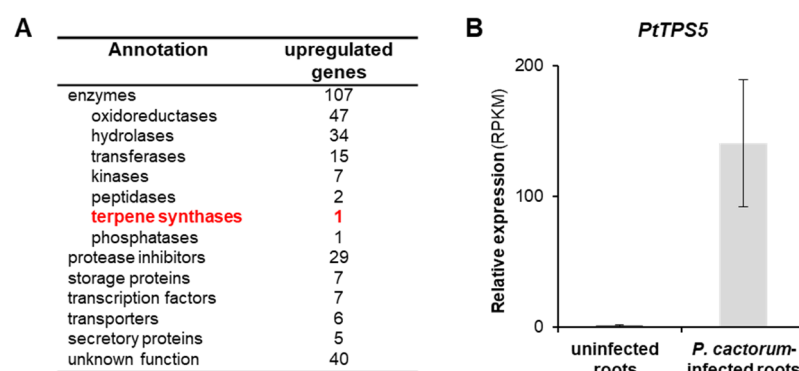 A
Annotation upregulated
genes
enzymes 107
oxidoreductases 47
hydrolases 34
transferases 15
kinases 7
peptidases 2
terpene synthases 1
phosphatases 1
protease inhibitors 29
storage proteins 7
transcription factors 7
transporters 6
secretory proteins 5
unknown function 40
B
PtTPS5
Relative expression (RPKM)
200
100
0
uninfected
roots
P. cactorum-
infected roots